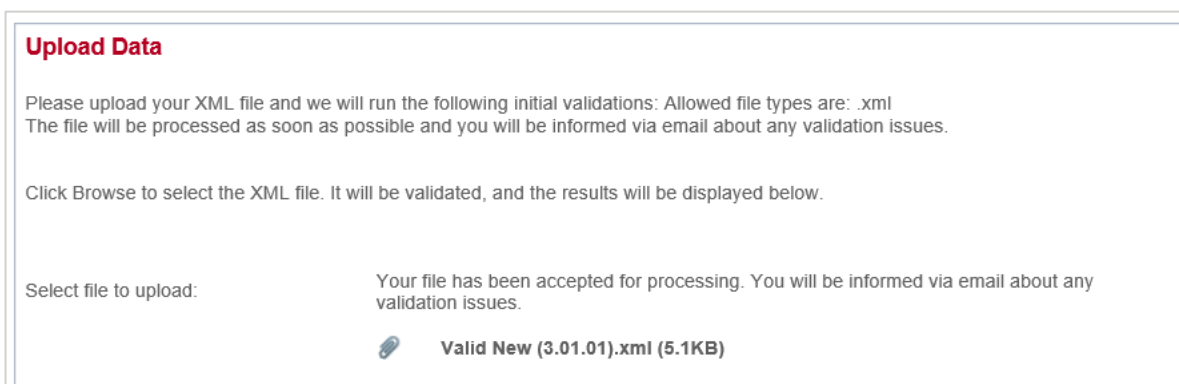 Upload Data
Please upload your XML file and we will run the following initial validations: Allowed file types are: .xml
The file will be processed as soon as possible and you will be informed via email about any validation issues.
Click Browse to select the XML file. It will be validated, and the results will be displayed below.
Select file to upload:
Your file has been accepted for processing. You will be informed via email about any
validation issues.
Valid New (3.01.01).xml (5.1KB)